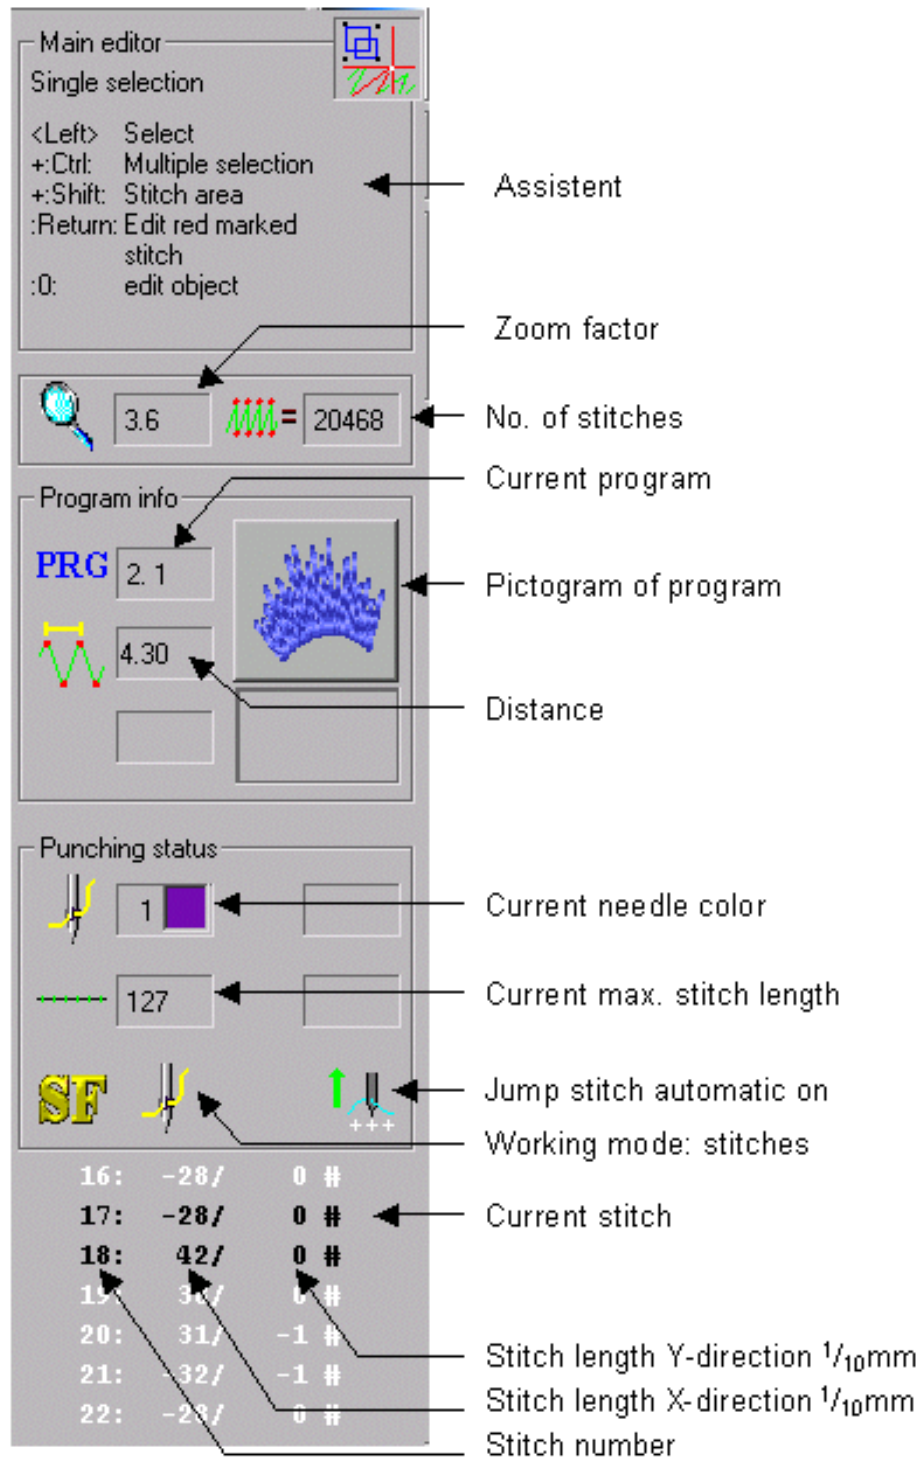 Main editor
Single selection
<Left> Select
+:Ctrl: Multiple selection
+:Shift: Stitch area
:Return: Edit red marked
stitch
:0: edit object
Assistent
Zoom factor
3.6 = 20468
No. of stitches
Current program
Program info
PRG 2. 1
Pictogram of program
4.30
Distance
Punching status
1
Current needle color
127
Current max. stitch length
SF
Jump stitch automatic on
+++
Working mode: stitches
16: -28/ 0 #
17: -28/ 0 #
Current stitch
18: 42/ 0 #
19: #
20: 31/ -1 #
21: -32/ -1 #
22: -28/ 0 #
Stitch length Y-direction 1/10mm
Stitch length X-direction 1/10mm
Stitch number